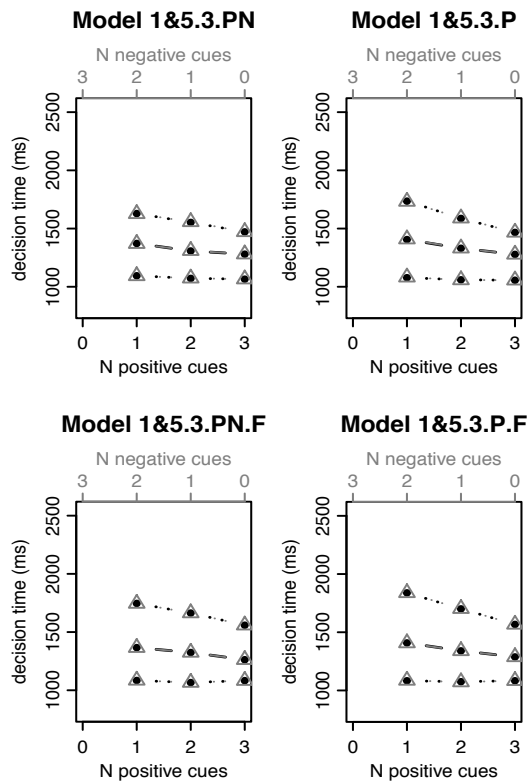 Model 1&5.3.PN
N negative cues
3 2 1 0
decision time (ms)
2500
2000
1500
1000
0 1 2 3
N positive cues
Model 1&5.3.P
N negative cues
3 2 1 0
decision time (ms)
2500
2000
1500
1000
0 1 2 3
N positive cues
Model 1&5.3.PN.F
N negative cues
3 2 1 0
decision time (ms)
2500
2000
1500
1000
0 1 2 3
N positive cues
Model 1&5.3.P.F
N negative cues
3 2 1 0
decision time (ms)
2500
2000
1500
1000
0 1 2 3
N positive cues